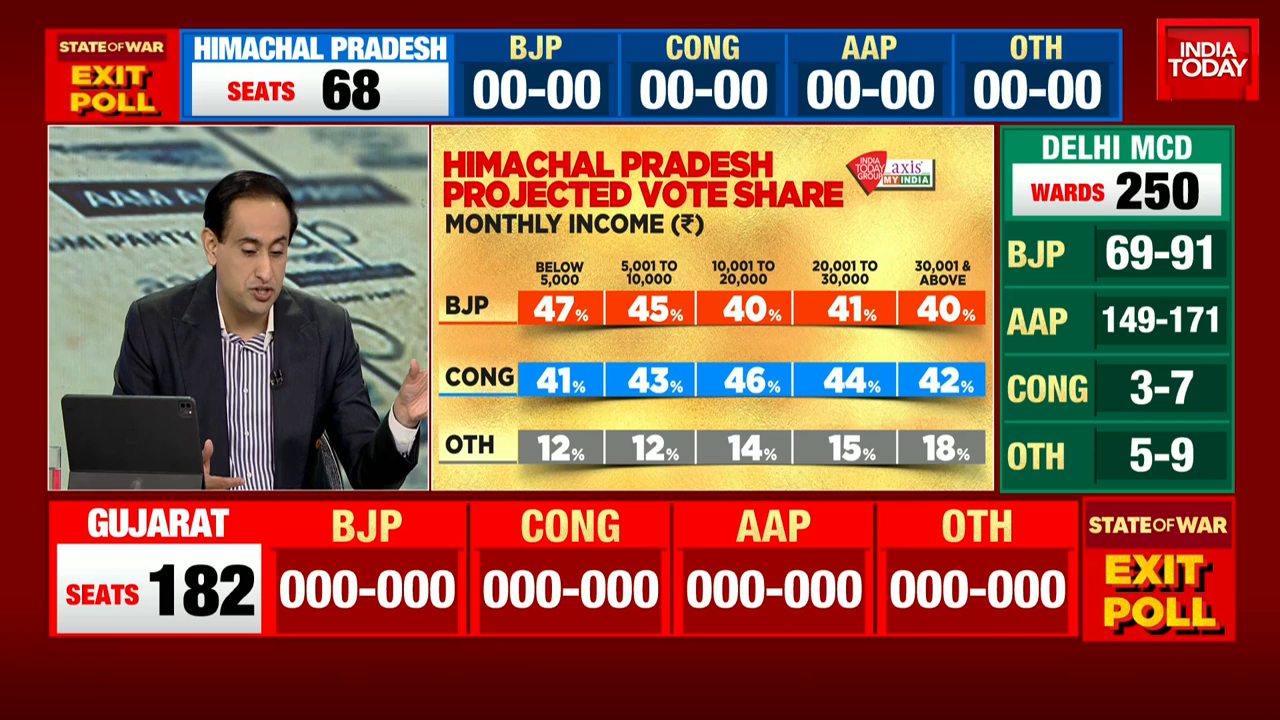 STATE OF WAR
EXIT
POLL
HIMACHAL PRADESH
SEATS 68
BJP CONG AAP OTH
00-00 00-00 00-00 00-00
INDIA
TODAY
AAM A
DMI PARTY
HIMACHAL PRADESH
PROJECTED VOTE SHARE
INDIA
TODAY
GROUP
axis
MY INDIA
MONTHLY INCOME (₹)
BELOW 5,001 TO 10,001 TO 20,001 TO 30,001 &
5,000 10,000 20,000 30,000 ABOVE
BJP 47% 45% 40% 41% 40%
CONG 41% 43% 46% 44% 42%
OTH 12% 12% 14% 15% 18%
DELHI MCD
WARDS 250
BJP 69-91
AAP 149-171
CONG 3-7
OTH 5-9
GUJARAT BJP CONG AAP OTH
SEATS 182 000-000 000-000 000-000 000-000
STATE OF WAR
EXIT
POLL